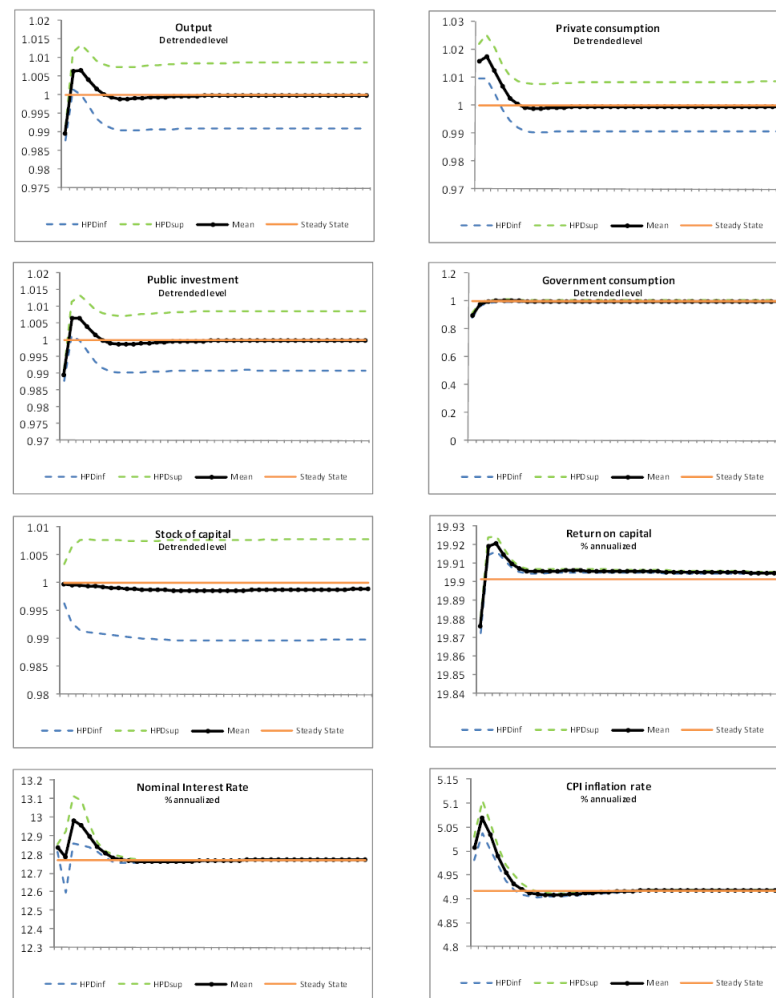 Output
Detrended level
1.02
1.015
1.01
1.005
1
0.995
0.99
0.985
0.98
0.975
HPDinf HPDsup Mean Steady State
Private consumption
Detrended level
1.03
1.02
1.01
1
0.99
0.98
0.97
HPDinf HPDsup Mean Steady State
Public investment
Detrended level
1.02
1.015
1.01
1.005
1
0.995
0.99
0.985
0.98
0.975
0.97
HPDinf HPDsup Mean Steady State
Government consumption
Detrended level
1.2
1
0.8
0.6
0.4
0.2
0
HPDinf HPDsup Mean Steady State
Stock of capital
Detrended level
1.01
1.005
1
0.995
0.99
0.985
0.98
HPDinf HPDsup Mean Steady State
Return on capital
% annualized
19.93
19.92
19.91
19.9
19.89
19.88
19.87
19.86
19.85
19.84
HPDinf HPDsup Mean Steady State
Nominal Interest Rate
% annualized
13.2
13.1
13
12.9
12.8
12.7
12.6
12.5
12.4
12.3
HPDinf HPDsup Mean Steady State
CPI inflation rate
% annualized
5.15
5.1
5.05
5
4.95
4.9
4.85
4.8
HPDinf HPDsup Mean Steady State